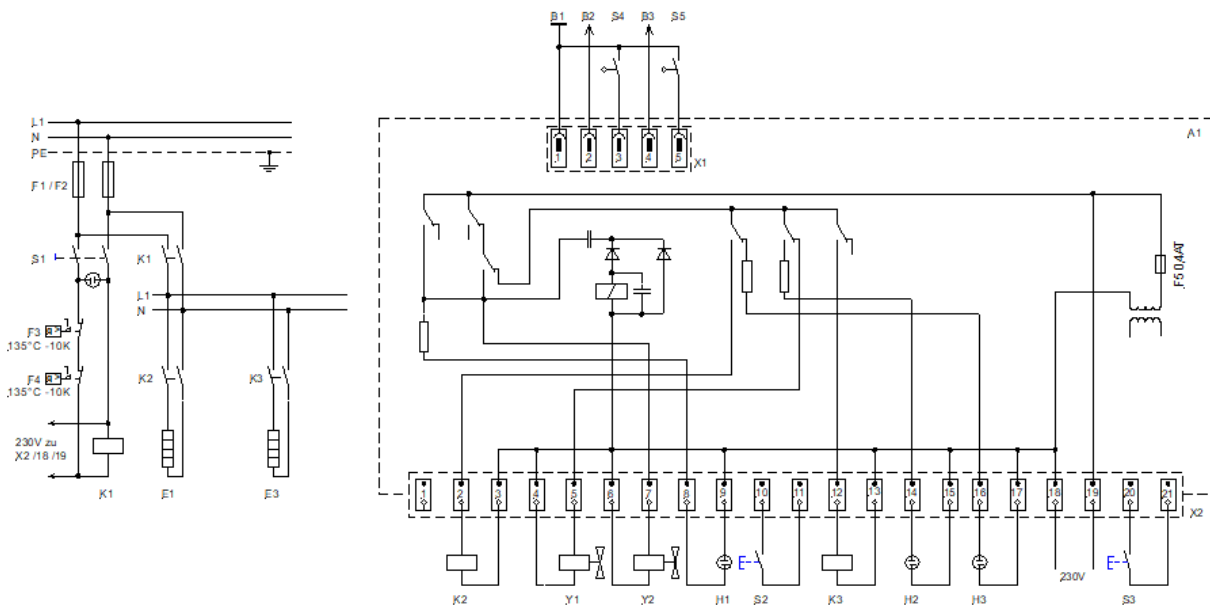 B1 B2 S4 B3 S5
L1
N
PE
A1
1 2 3 4 5
X1
F1 / F2
S1
K1
L1
N
F5 0,4AT
F3
135°C -10K
F4
135°C -10K
K2
K3
230V zu
X2 /18 /19
K1 E1 E3
1 2 3 4 5 6 7 8 9 10 11 12 13 14 15 16 17 18 19 20 21
X2
230V
K2 Y1 Y2 H1 S2 K3 H2 H3 S3